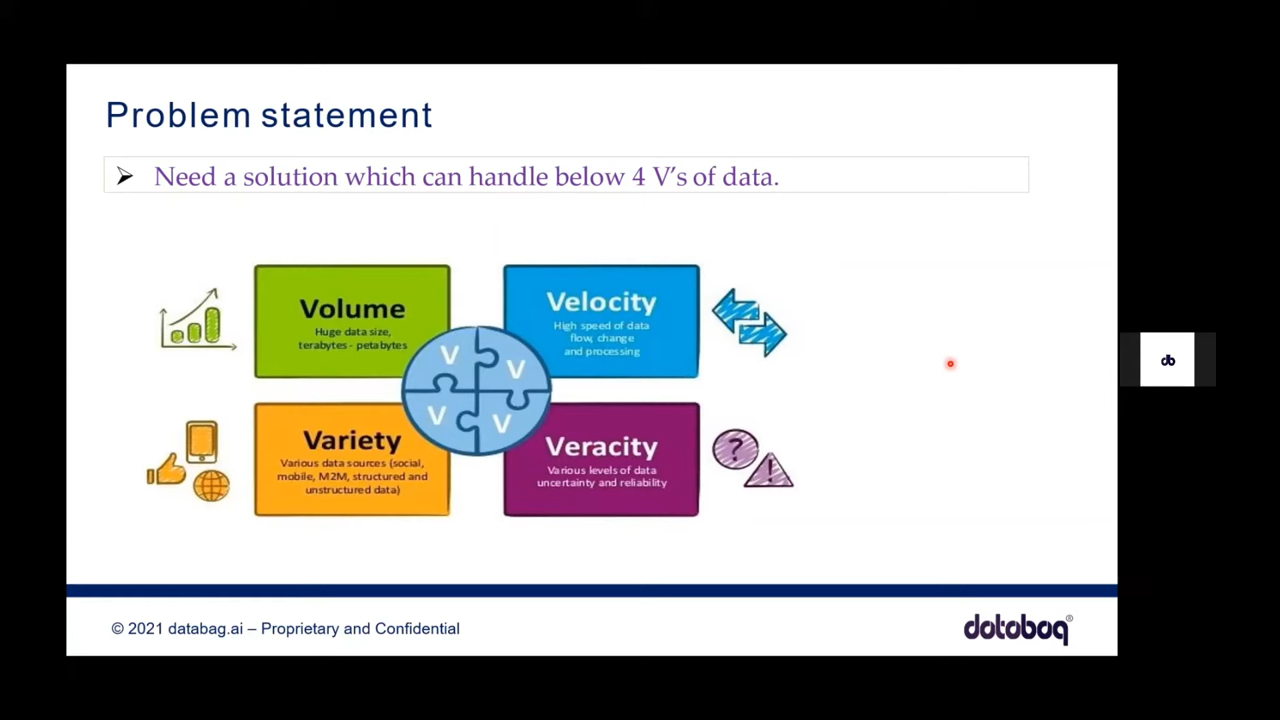 Problem statement
➢ Need a solution which can handle below 4 V's of data.
Volume
Huge data size,
terabytes - petabytes
Velocity
High speed of data
flow, change
and processing
V
V
V
V
Variety
Various data sources (social,
mobile, M2M, structured and
unstructured data)
Veracity
Various levels of data
uncertainty and reliability
?
!
db
© 2021 databag.ai – Proprietary and Confidential
databag®